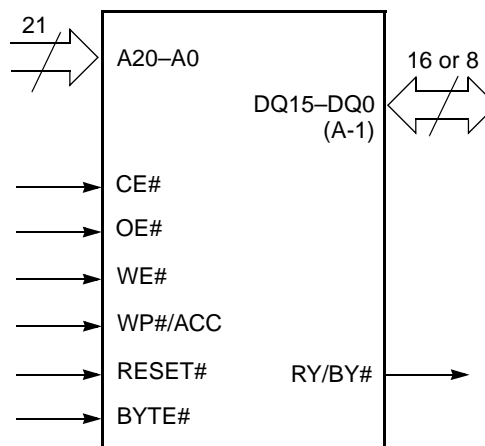 21
A20–A0
16 or 8
DQ15–DQ0
(A-1)
CE#
OE#
WE#
WP#/ACC
RESET#
RY/BY#
BYTE#